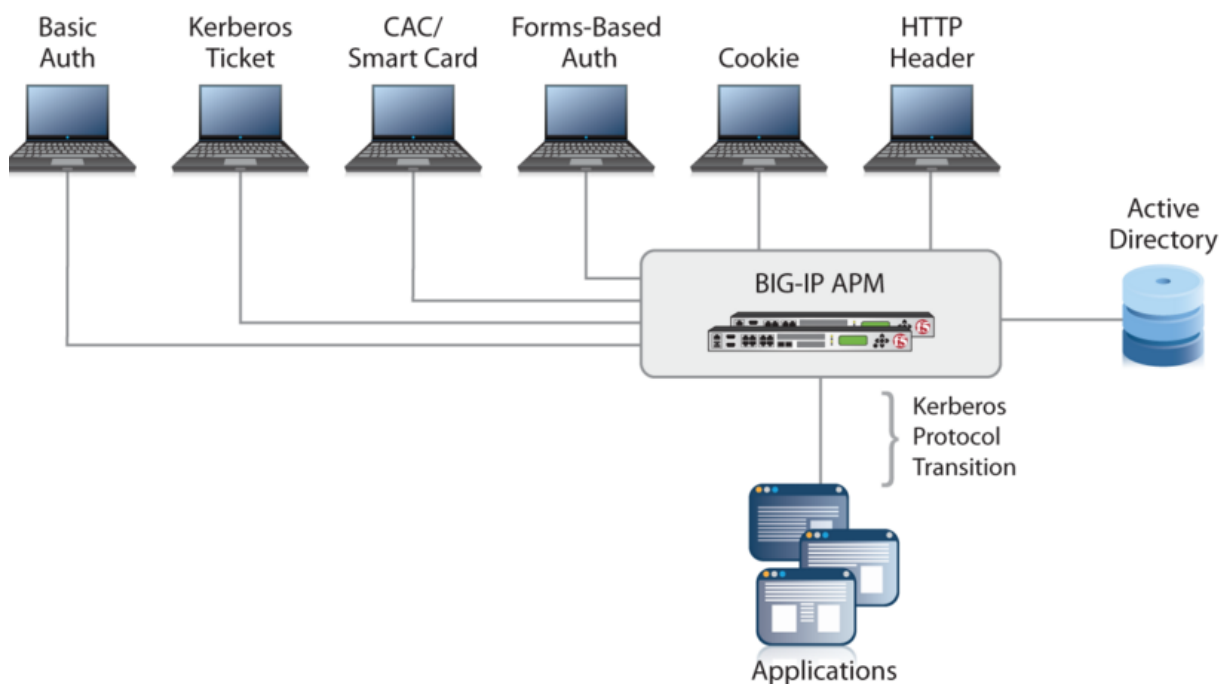 Basic
Auth
Kerberos
Ticket
CAC/
Smart Card
Forms-Based
Auth
Cookie
HTTP
Header
Active
Directory
BIG-IP APM
Kerberos
Protocol
Transition
Applications